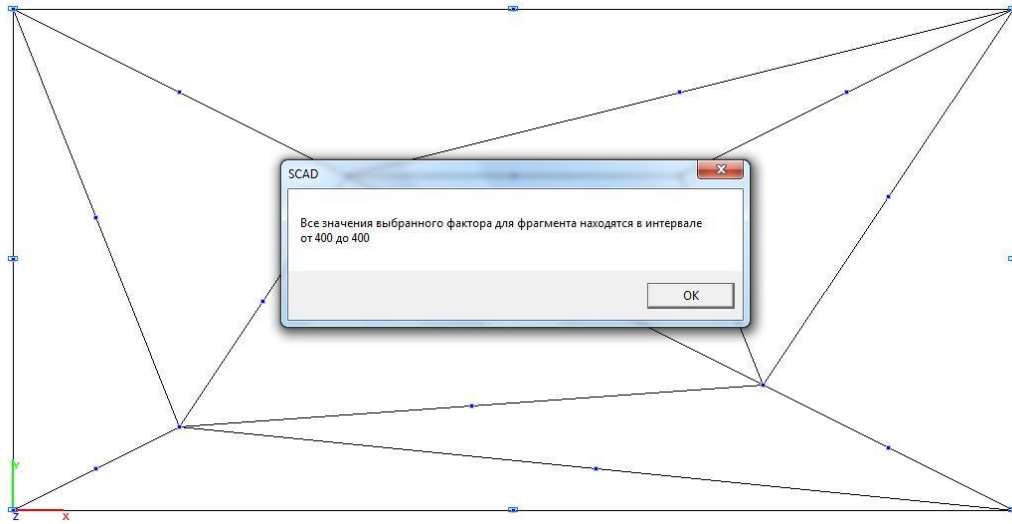 SCAD
Все значения выбранного фактора для фрагмента находятся в интервале
от 400 до 400
OK
Y
Z
X